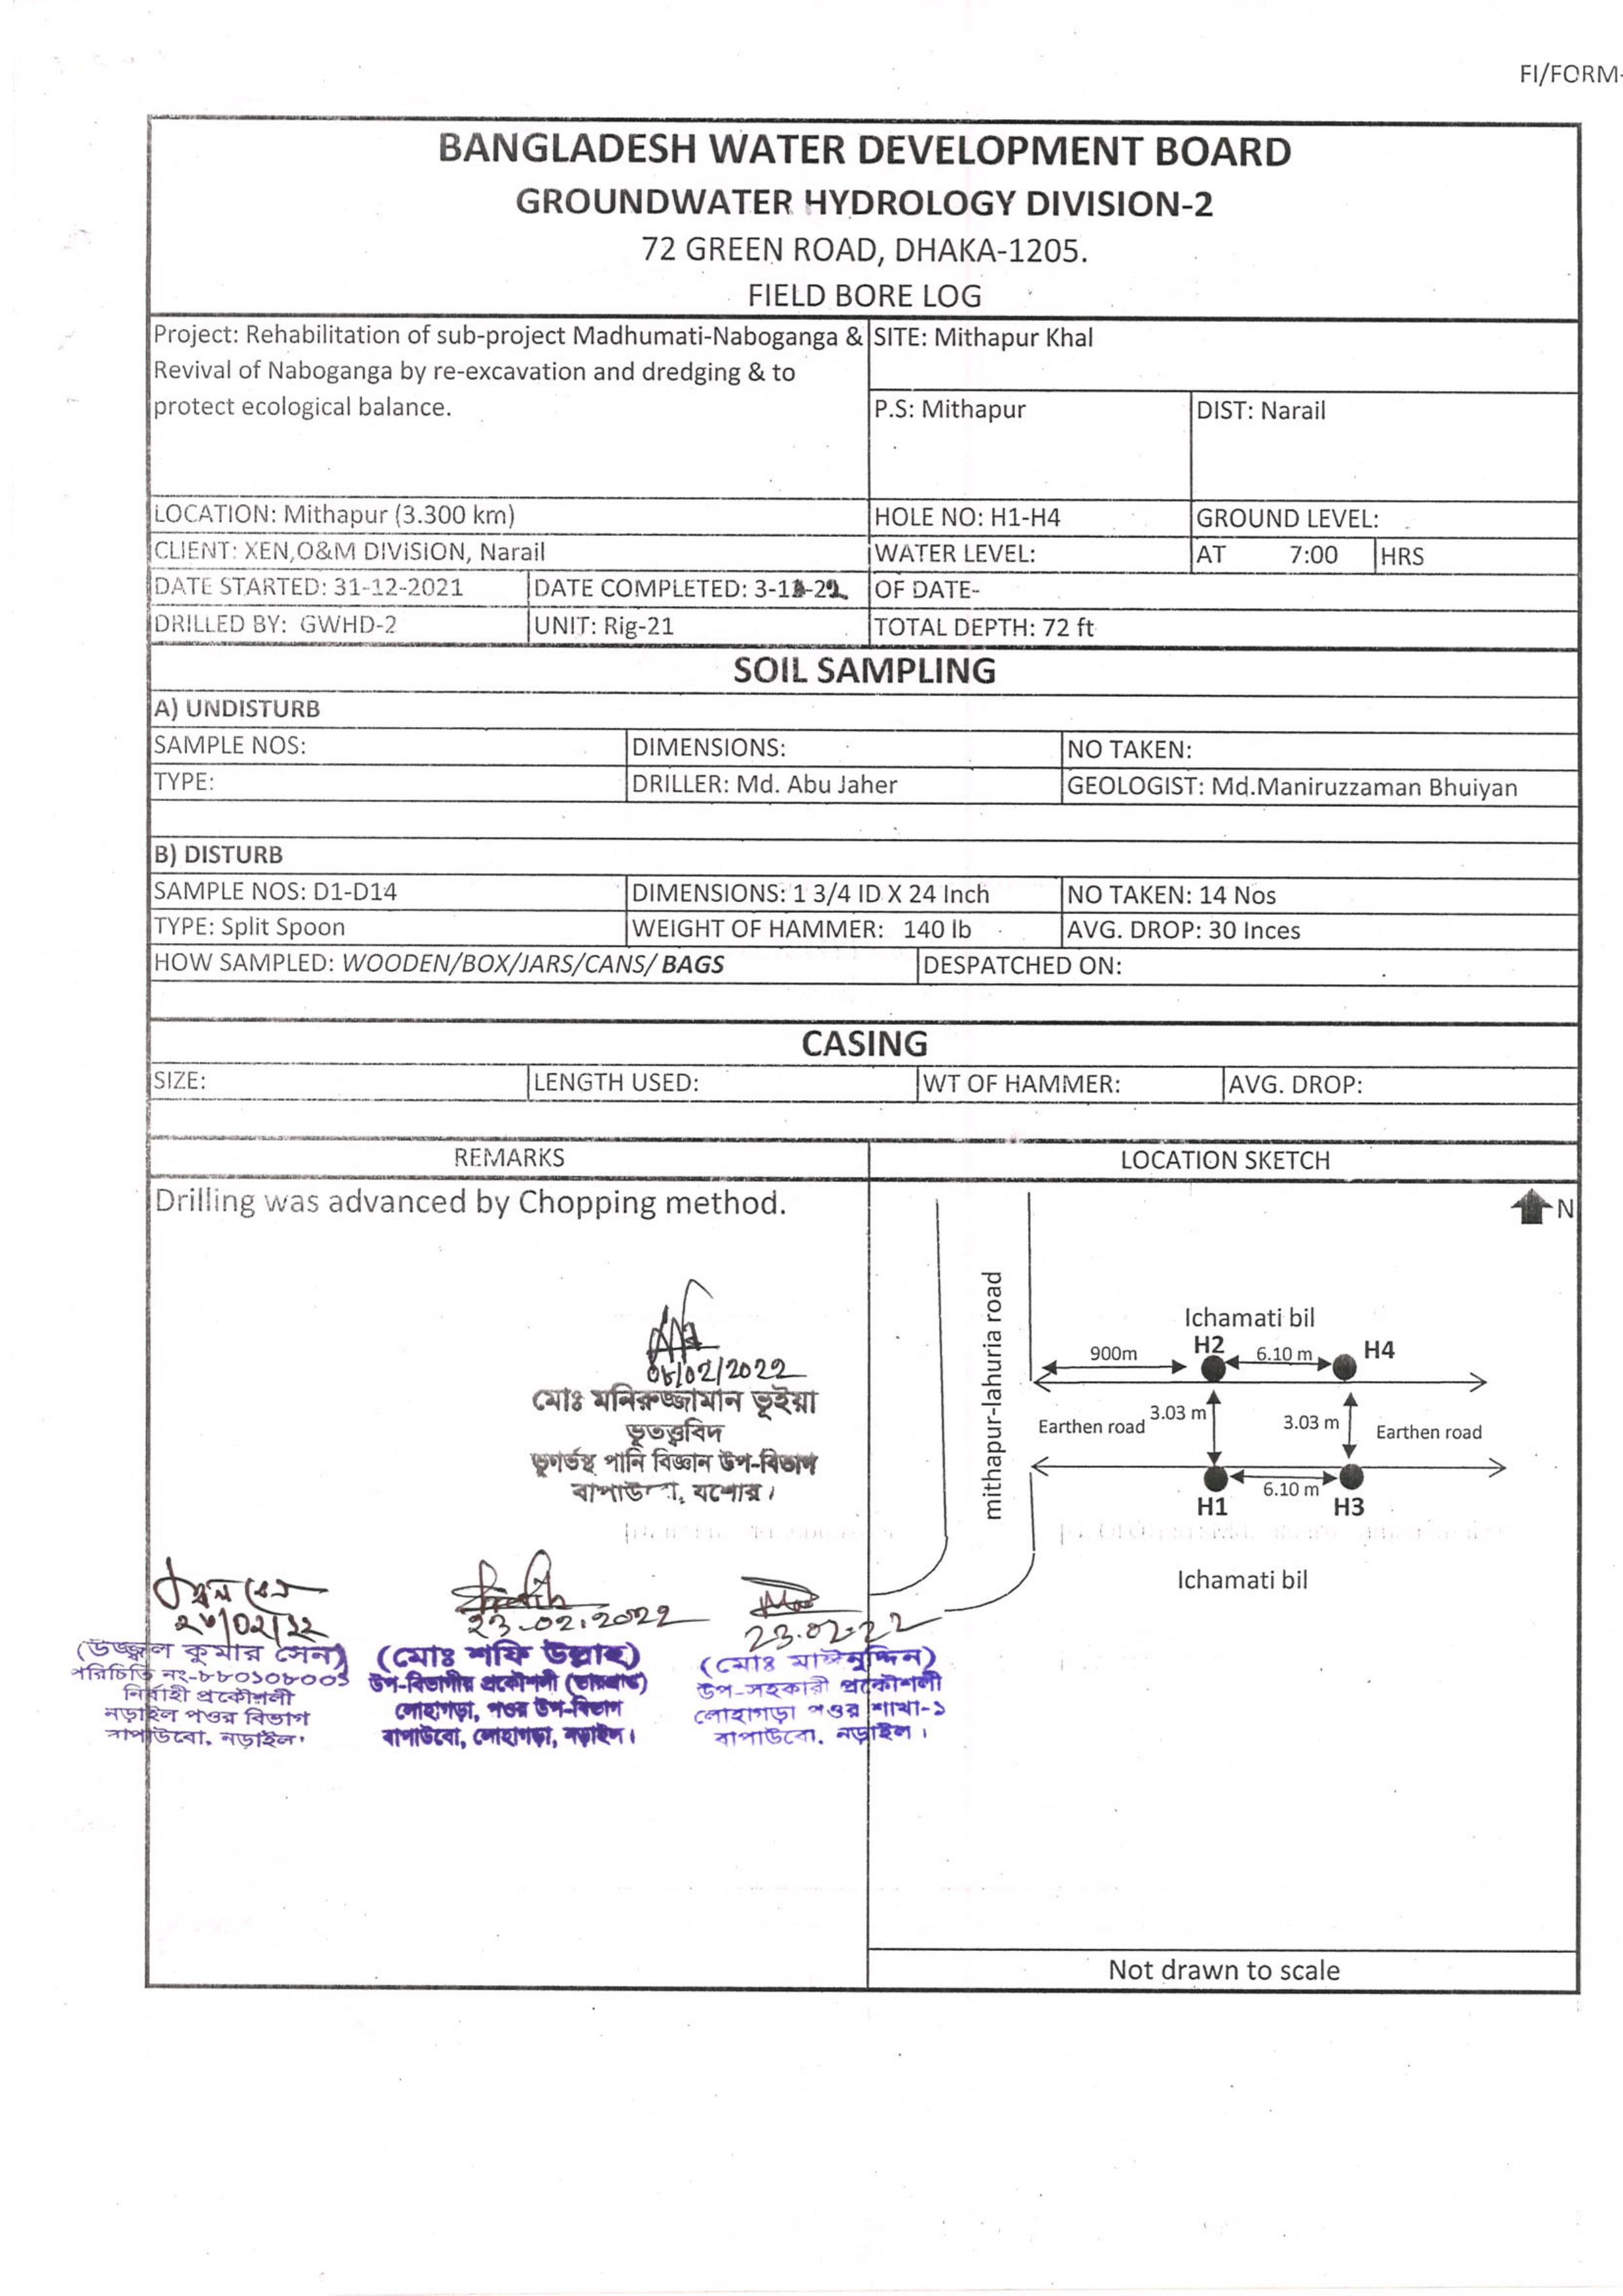 FI/FORM-
BANGLADESH WATER DEVELOPMENT BOARD
GROUNDWATER HYDROLOGY DIVISION-2
72 GREEN ROAD, DHAKA-1205.
FIELD BORE LOG
Project: Rehabilitation of sub-project Madhumati-Naboganga &
Revival of Naboganga by re-excavation and dredging & to
protect ecological balance.
SITE: Mithapur Khal
P.S: Mithapur
DIST: Narail
LOCATION: Mithapur (3.300 km)
HOLE NO: H1-H4
GROUND LEVEL:
CLIENT: XEN,O&M DIVISION, Narail
WATER LEVEL:
AT 7:00 HRS
DATE STARTED: 31-12-2021
DATE COMPLETED:
OF DATE-
DRILLED BY: GWHD-2
UNIT: Rig-21
TOTAL DEPTH: 72 ft
SOIL SAMPLING
A) UNDISTURB
SAMPLE NOS:
DIMENSIONS:
NO TAKEN:
TYPE:
DRILLER: Md. Abu Jaher
GEOLOGIST: Md.Maniruzzaman Bhuiyan
B) DISTURB
SAMPLE NOS: D1-D14
DIMENSIONS: 1 3/4 ID X 24 Inch
NO TAKEN: 14 Nos
TYPE: Split Spoon
WEIGHT OF HAMMER: 140 lb
AVG. DROP: 30 Inces
HOW SAMPLED: WOODEN/BOX/JARS/CANS/ BAGS
DESPATCHED ON:
CASING
SIZE:
LENGTH USED:
WT OF HAMMER:
AVG. DROP:
REMARKS
LOCATION SKETCH
Drilling was advanced by Chopping method.
N
mithapur-lahuria road
Ichamati bil
H2
H4
900m
6.10 m
Earthen road
3.03 m
3.03 m
Earthen road
6.10 m
H1
H3
Ichamati bil
08/02/2022
মোঃ মনিরুজ্জামান ভূইয়া
ভূতত্ত্ববিদ
ভূগর্ভস্থ পানি বিজ্ঞান উপ-বিভাগ
যশোর।
২৩/02/২২
(উজ্জ্বল কুমার সেন)
পরিচিতি নং-৮৮০১০৮০০১
নির্বাহী প্রকৌশলী
নড়াইল পওর বিভাগ
বাপাউবো, নড়াইল।
23.02.2022
(মোঃ শফি উল্লাহ)
উপ-বিভাগীয় প্রকৌশলী (ভারপ্রাপ্ত)
লোহাগড়া, পওর উপ-বিভাগ
বাপাউবো, লোহাগড়া, নড়াইল।
23.02.22
(মোঃ মাঈনুদ্দিন)
উপ-সহকারী প্রকৌশলী
লোহাগড়া পওর শাখা-১
বাপাউবো, নড়াইল।
Not drawn to scale